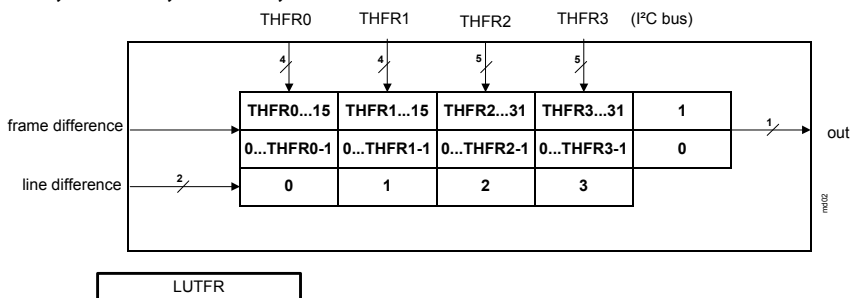 THFR0 THFR1 THFR2 THFR3 (I²C bus)
4 4 5 5
THFR0...15 THFR1...15 THFR2...31 THFR3...31 1
frame difference
1
out
0...THFR0-1 0...THFR1-1 0...THFR2-1 0...THFR3-1 0
line difference 2
0 1 2 3
md02
LUTFR